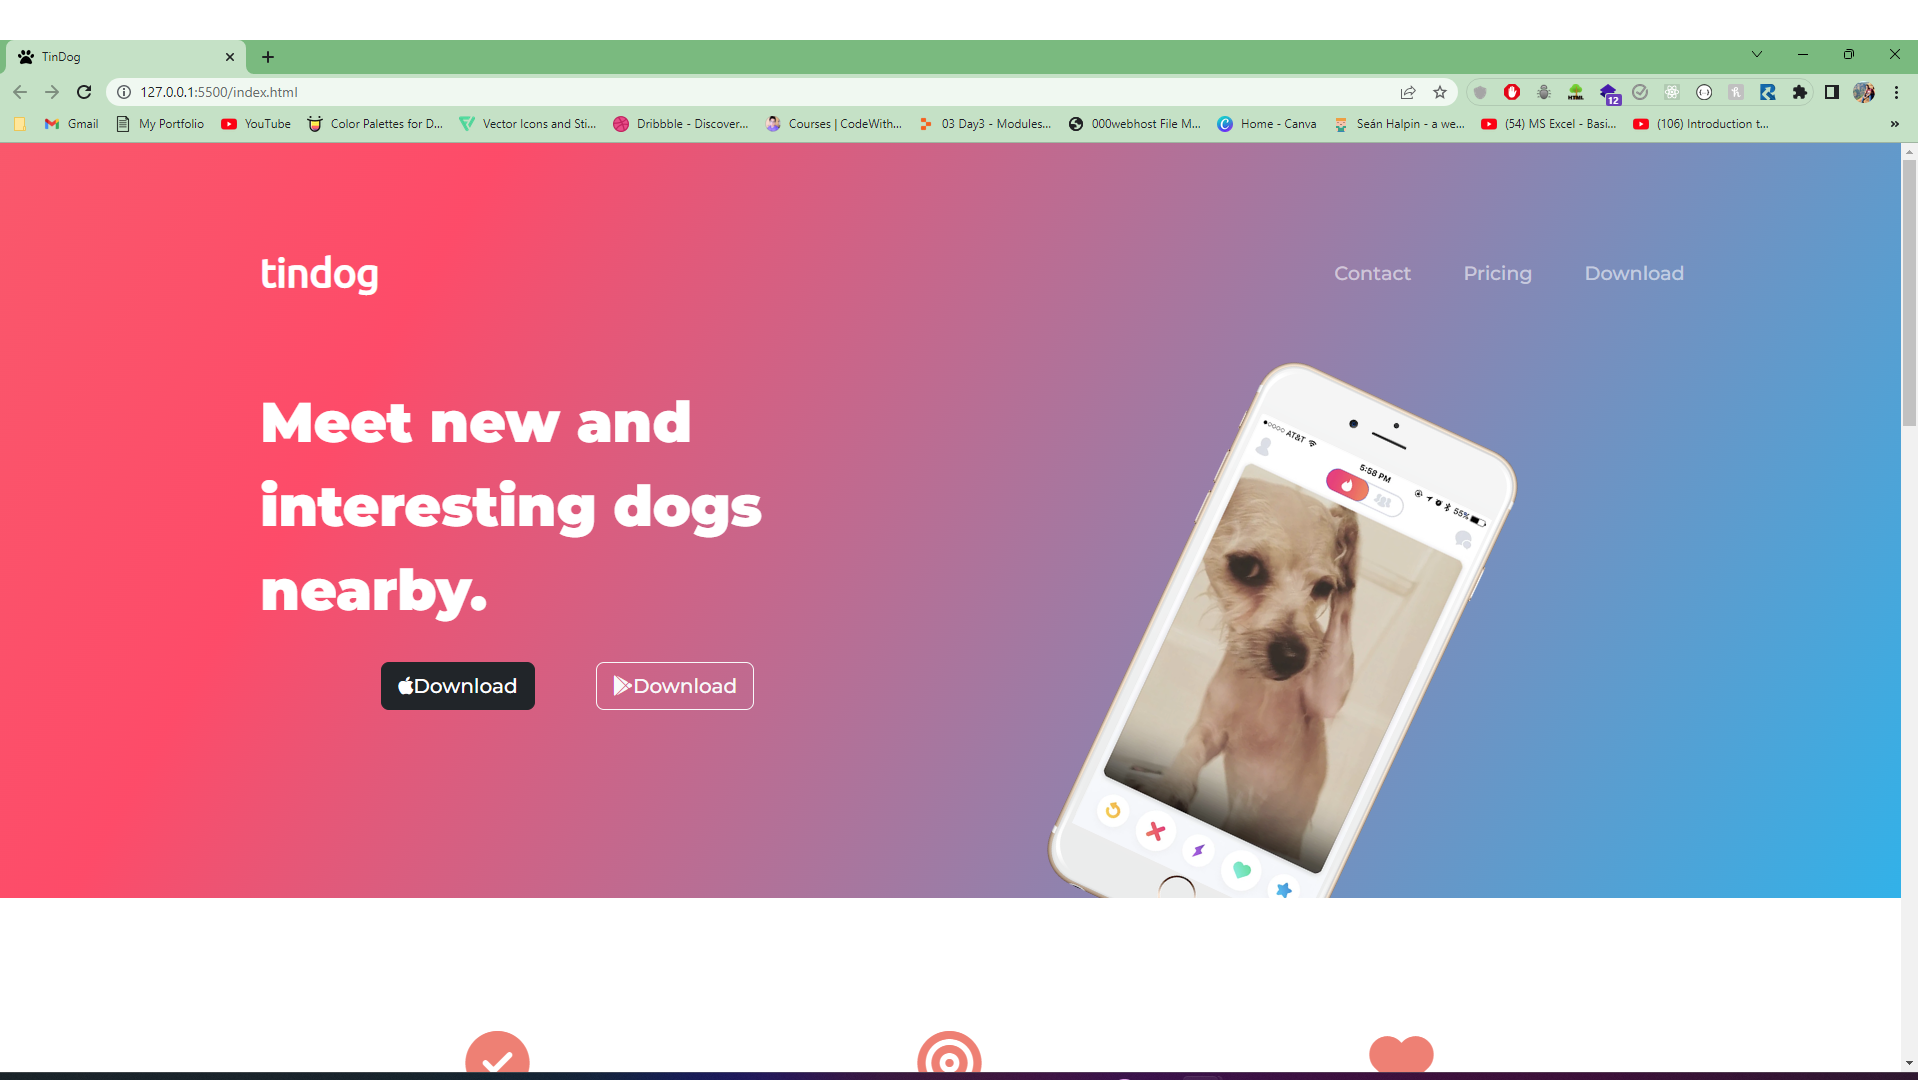 TinDog
127.0.0.1:5500/index.html
12
Gmail
My Portfolio
YouTube
Color Palettes for D...
Vector Icons and Sti...
Dribbble - Discover...
Courses | CodeWith...
03 Day3 - Modules...
000webhost File M...
Home - Canva
Seán Halpin - a we...
(54) MS Excel - Basi...
(106) Introduction t...
»
tindog
Contact
Pricing
Download
Meet new and
interesting dogs
nearby.
Download
Download
AT&T
5:58 PM
55%